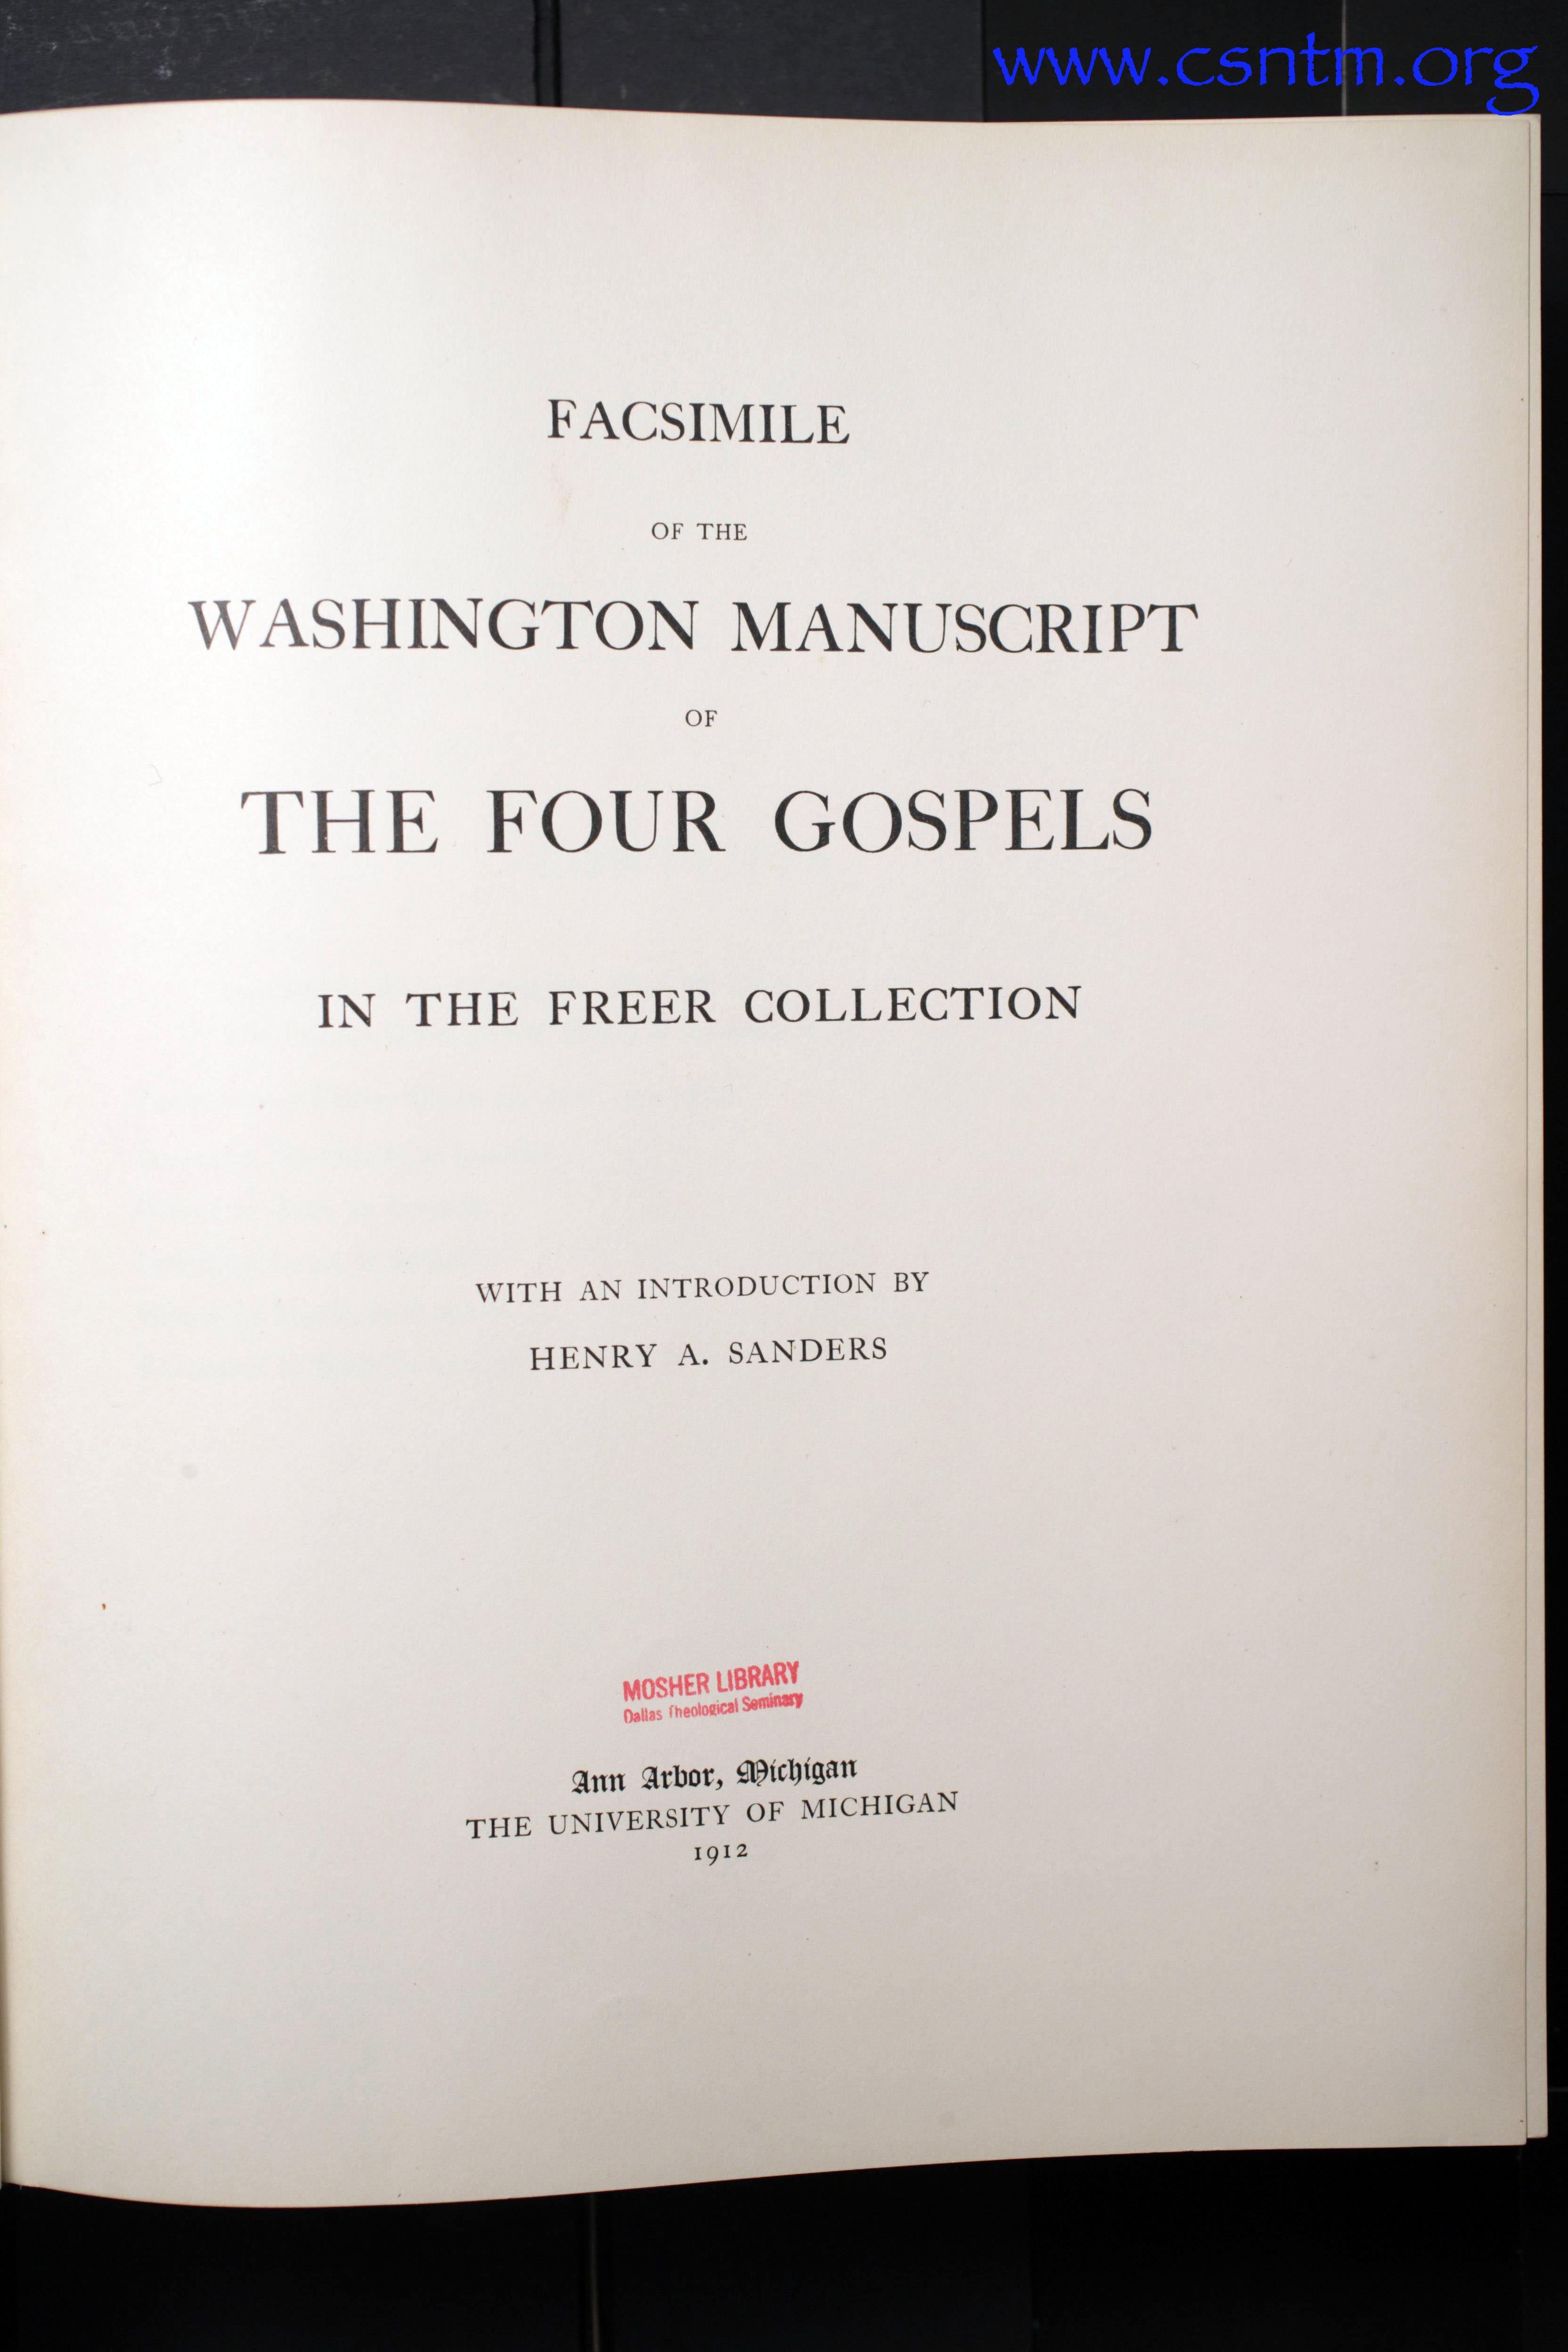 www.csntm.org
FACSIMILE
OF THE
WASHINGTON MANUSCRIPT
OF
THE FOUR GOSPELS
IN THE FREER COLLECTION
WITH AN INTRODUCTION BY
HENRY A. SANDERS
MOSHER LIBRARY
Dallas Theological Seminary
Ann Arbor, Michigan
THE UNIVERSITY OF MICHIGAN
1912